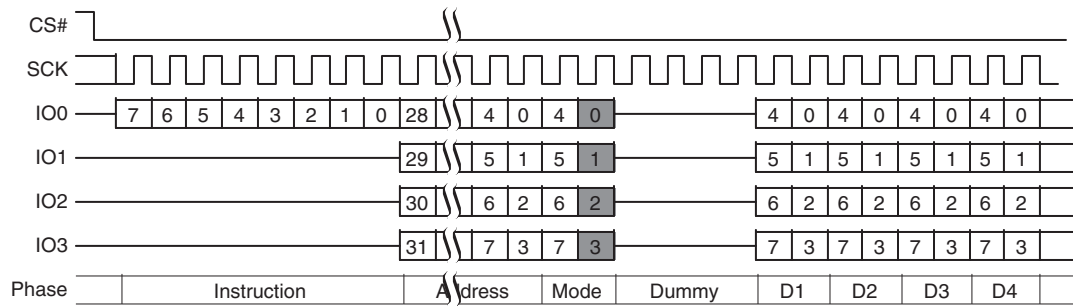 CS#
SCK
IO0 7 6 5 4 3 2 1 0 28 4 0 4 0 4 0 4 0 4 0 4 0
IO1 29 5 1 5 1 5 1 5 1 5 1 5 1
IO2 30 6 2 6 2 6 2 6 2 6 2 6 2
IO3 31 7 3 7 3 7 3 7 3 7 3 7 3
Phase Instruction Address Mode Dummy D1 D2 D3 D4